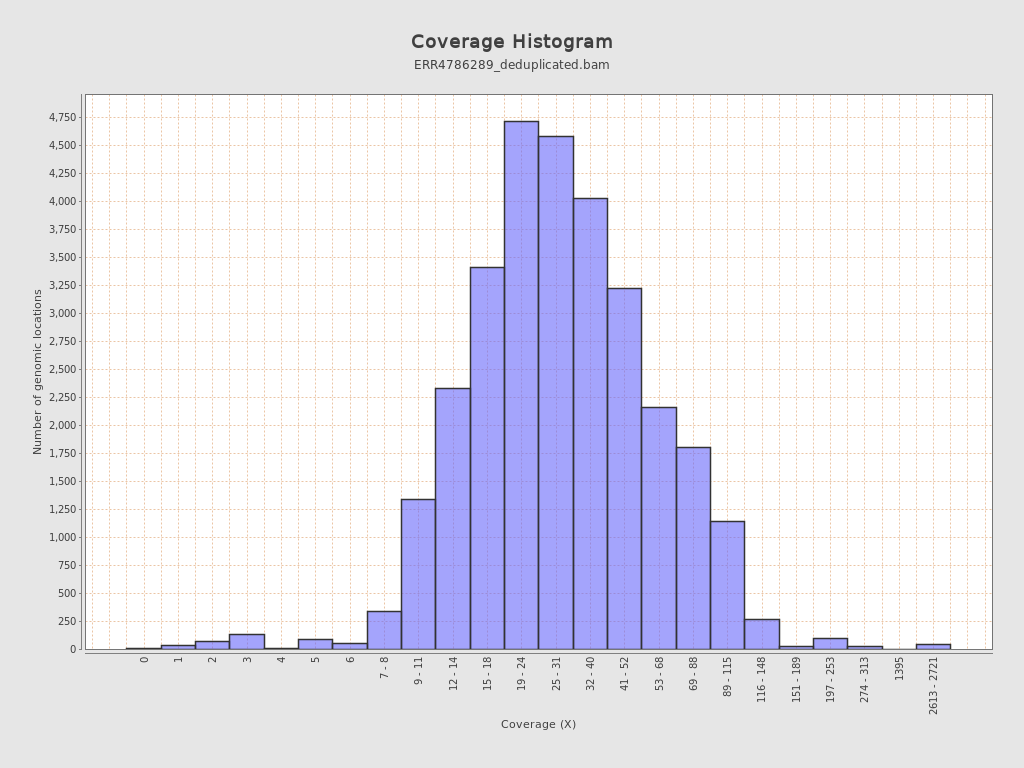 Coverage Histogram
ERR4786289_deduplicated.bam
Number of genomic locations
4,750
4,500
4,250
4,000
3,750
3,500
3,250
3,000
2,750
2,500
2,250
2,000
1,750
1,500
1,250
1,000
750
500
250
0
0
1
2
3
4
5
6
7 - 8
9 - 11
12 - 14
15 - 18
19 - 24
25 - 31
32 - 40
41 - 52
53 - 68
69 - 88
89 - 115
116 - 148
151 - 189
197 - 253
274 - 313
1395
2613 - 2721
Coverage (X)